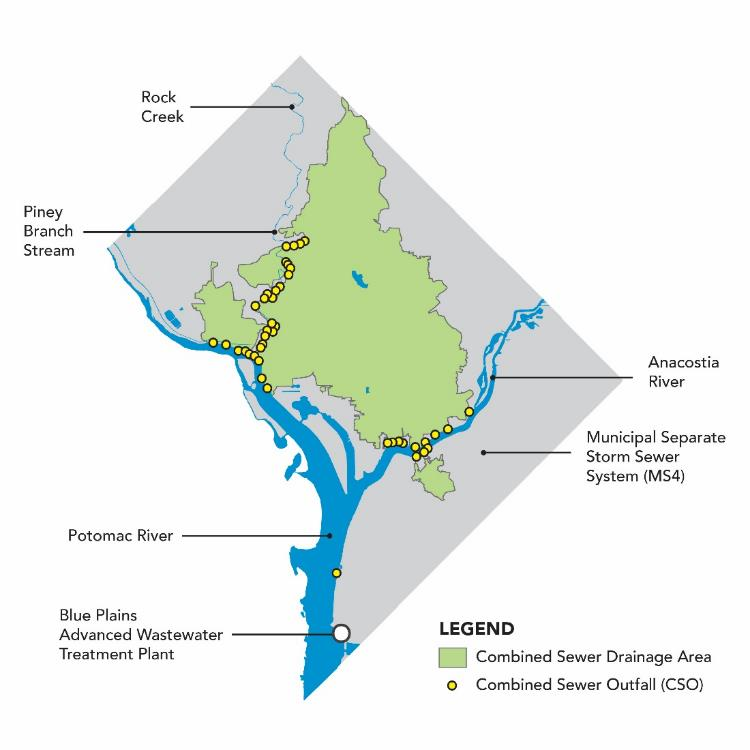 Rock
Creek
Piney
Branch
Stream
Anacostia
River
Municipal Separate
Storm Sewer
System (MS4)
Potomac River
Blue Plains
Advanced Wastewater
Treatment Plant
LEGEND
Combined Sewer Drainage Area
Combined Sewer Outfall (CSO)